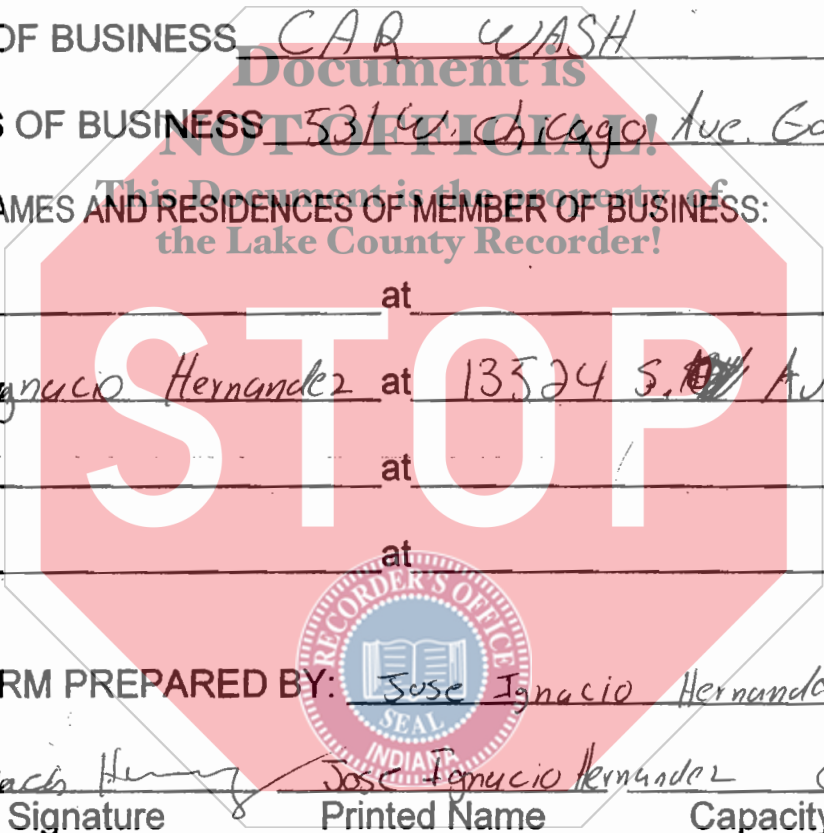 OF BUSINESS CAR WASH
Document is
S OF BUSINESS 531 W. chicago Ave.
NOT OFFICIAL!
This Document is the property of
AMES AND RESIDENCES OF MEMBER OF BUSINESS:
the Lake County Recorder!
at
gnacio Hernandez at 13524 S. Av
STOP
at
at
RECORDER'S OFFICE
SEAL
INDIANA
RM PREPARED BY: Jose Ignacio Hernande
Jose Ignacio Hernandez
Signature Printed Name Capacity